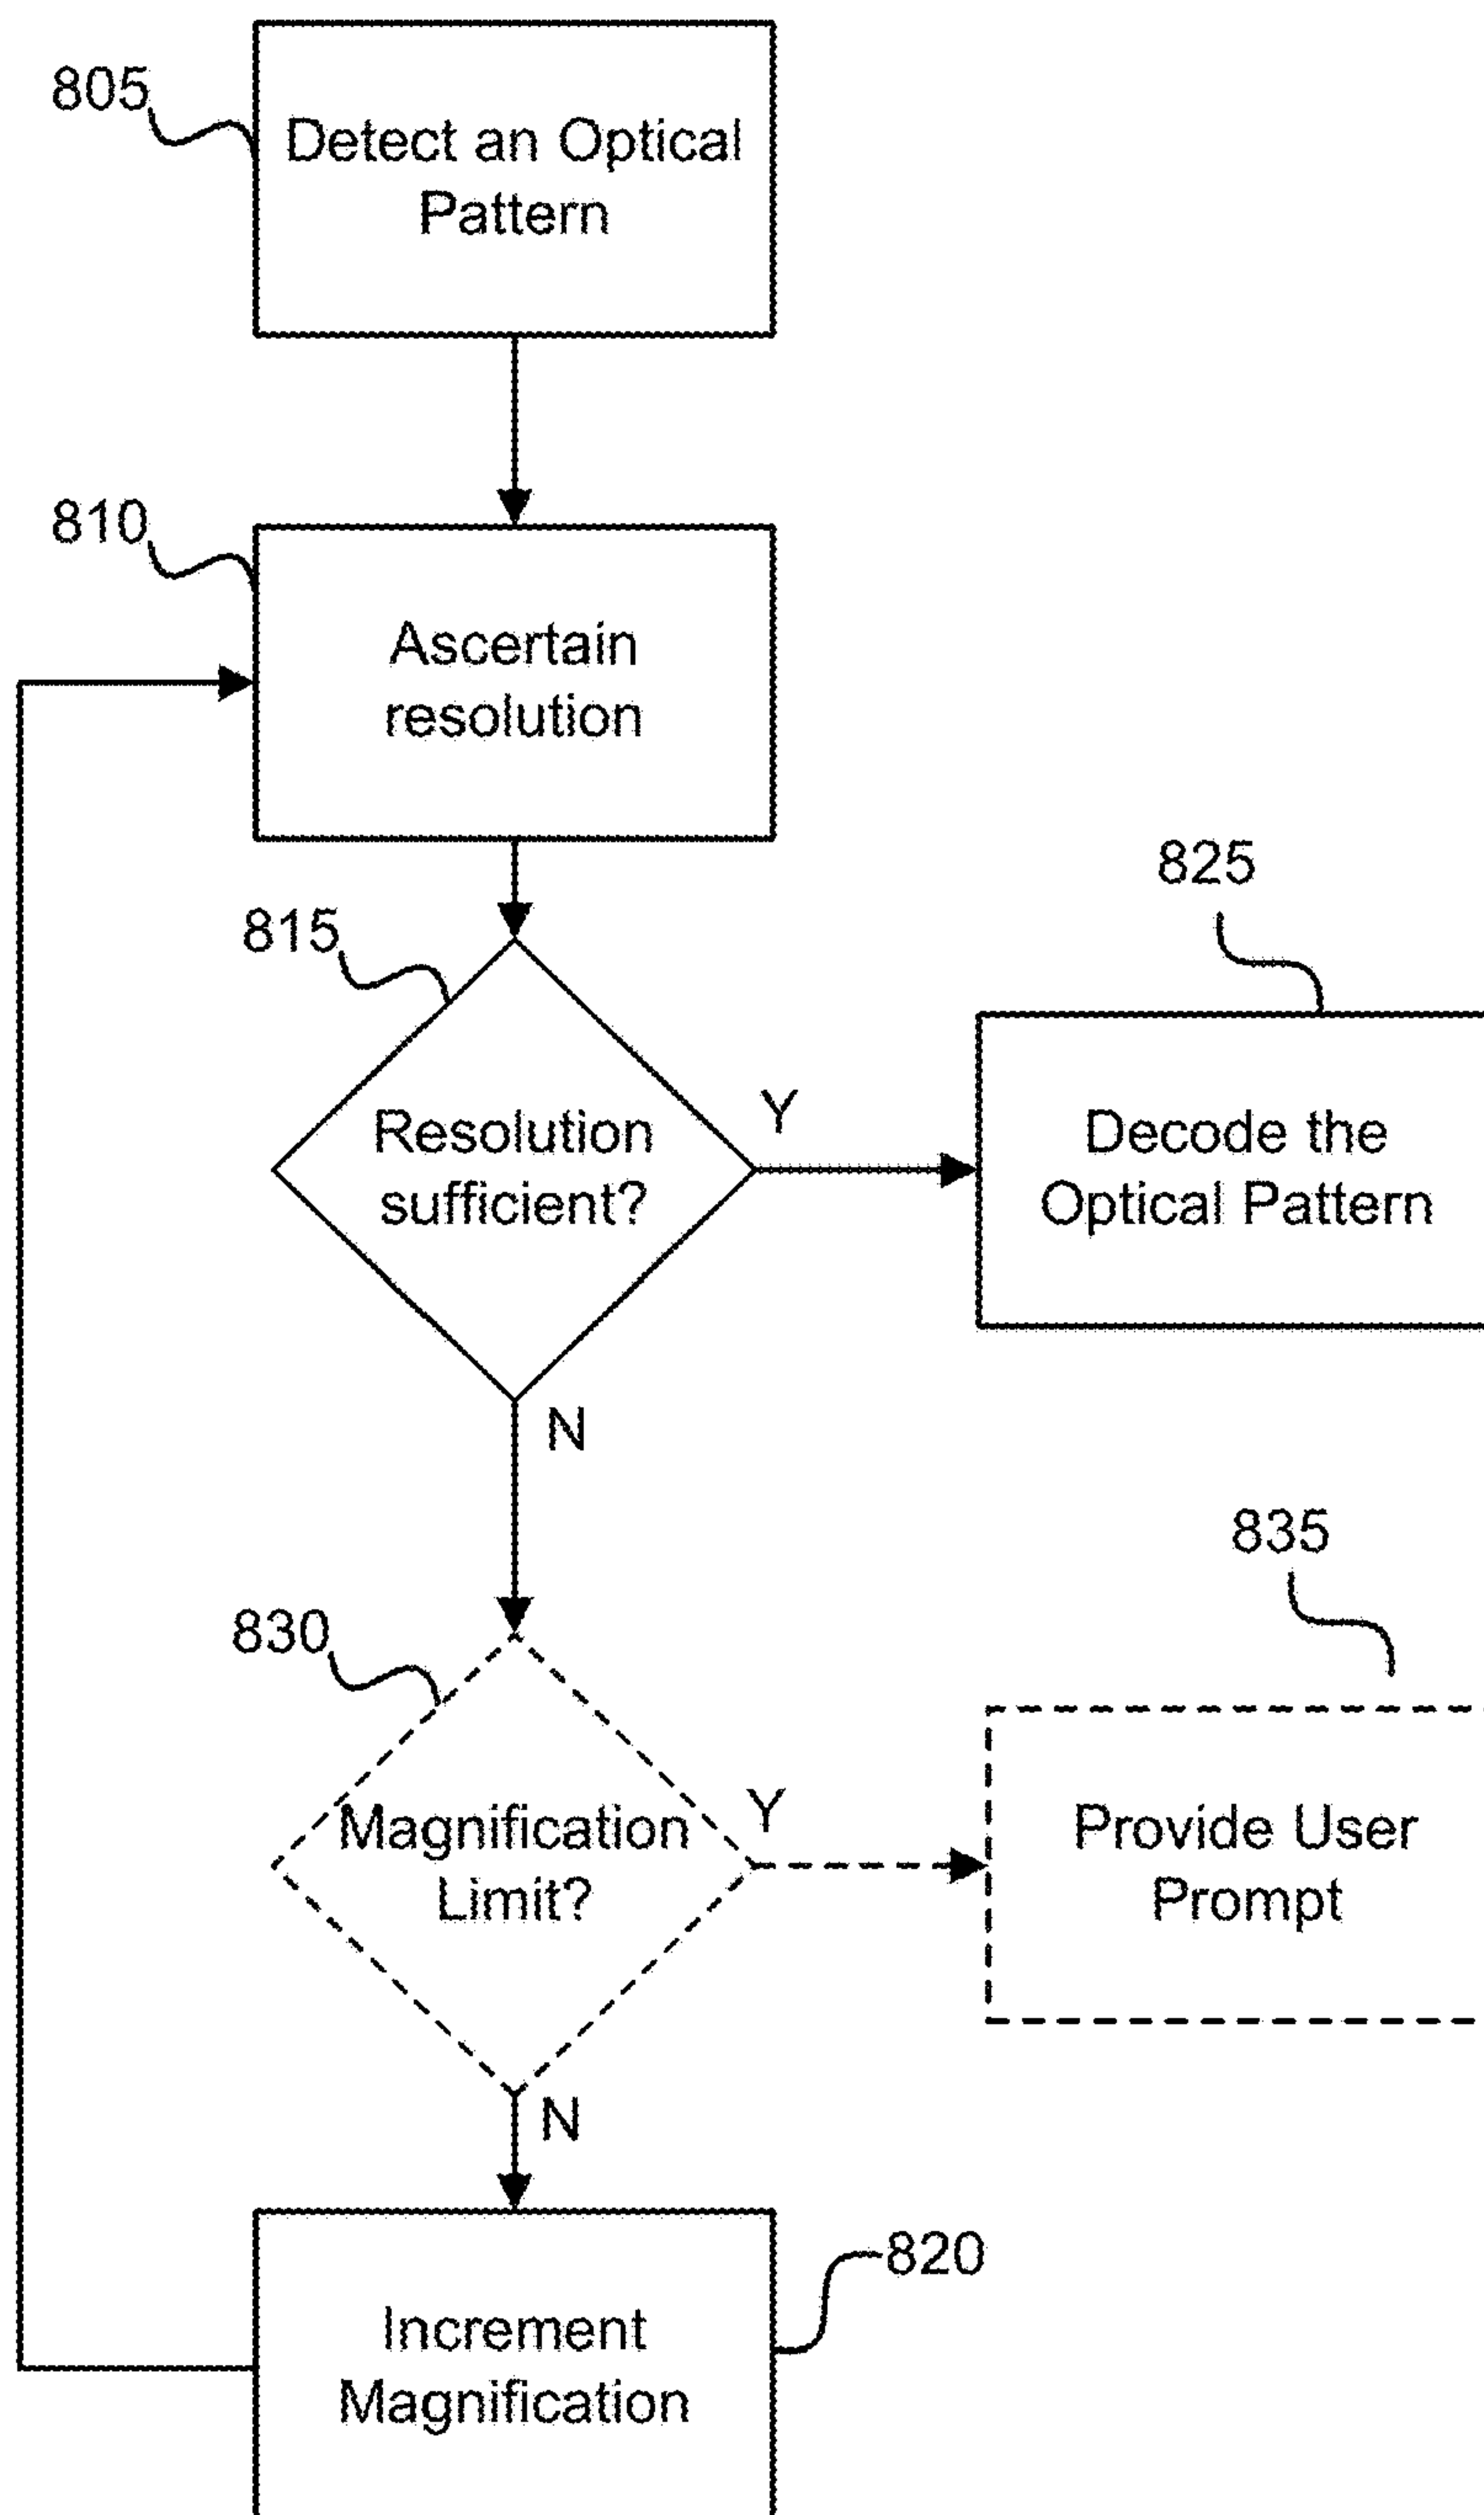 805
Detect an Optical
Pattern
810
Ascertain
resolution
815
Resolution
sufficient?
Y
825
Decode the
Optical Pattern
N
830
Magnification
Limit?
Y
835
Provide User
Prompt
N
820
Increment
Magnification